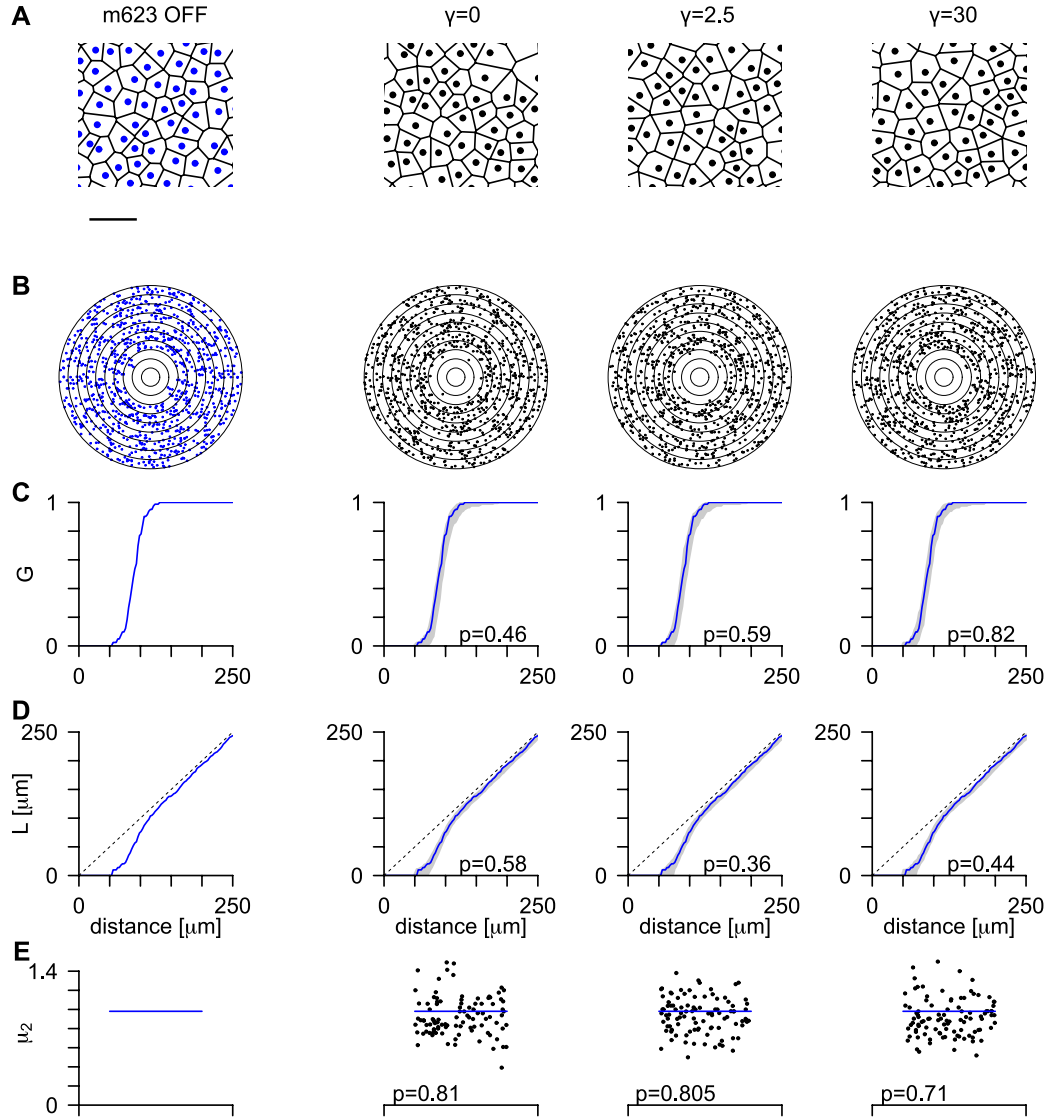 A
m623 OFF
γ=0
γ=2.5
γ=30
B
C
G
1
0
0
250
1
0
p=0.46
0
250
1
0
p=0.59
0
250
1
0
p=0.82
0
250
D
L [μm]
250
0
0
250
distance [μm]
250
0
p=0.58
0
250
distance [μm]
250
0
p=0.36
0
250
distance [μm]
250
0
p=0.44
0
250
distance [μm]
E
μ2
1.4
0
p=0.81
p=0.805
p=0.71